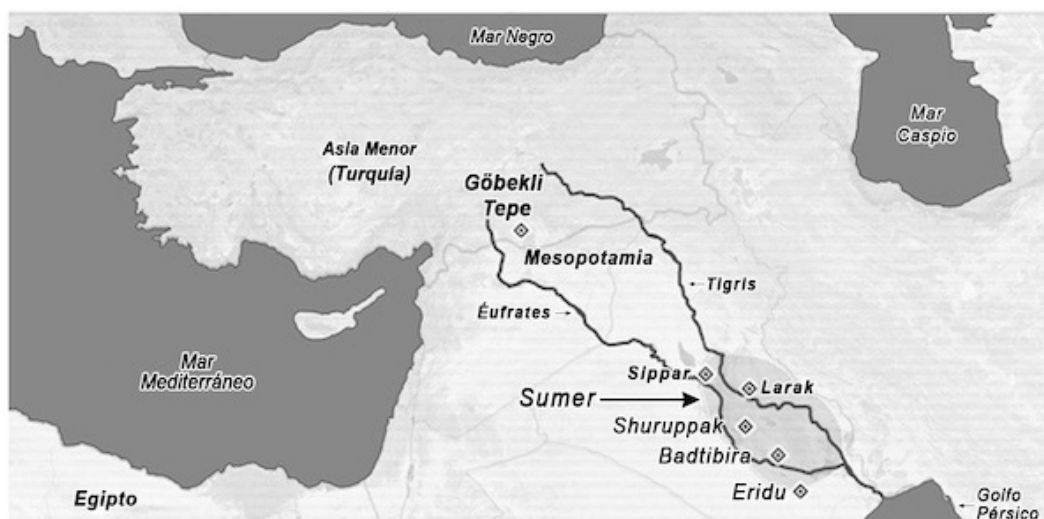 Mar Negro
Mar
Caspio
Asia Menor
(Turquía)
Göbekli
Tepe
Mesopotamia
Tigris
Éufrates
Mar
Mediterráneo
Sippar
Larak
Sumer
Shuruppak
Badtibira
Egipto
Eridu
Golfo
Pérsico